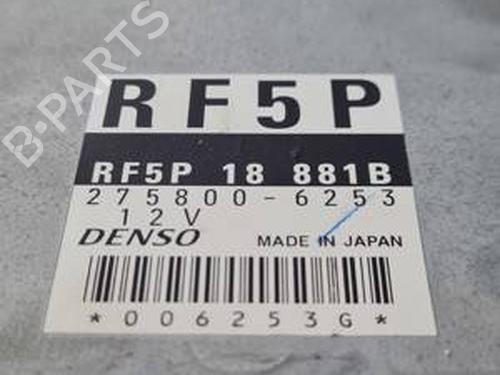 RF5P
RF5P 18 881B
275800-6253
12V
DENSO MADE IN JAPAN
*006253G*
B-PARTS